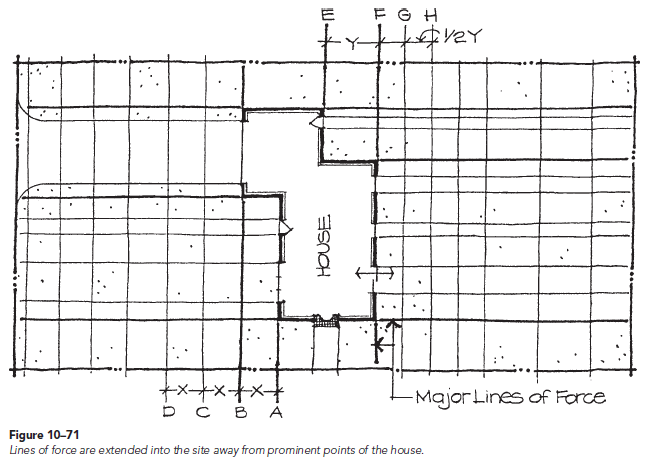 E F G H
Y ½Y
HOUSE
X X X
D C B A
Major Lines of Force
Figure 10–71
Lines of force are extended into the site away from prominent points of the house.